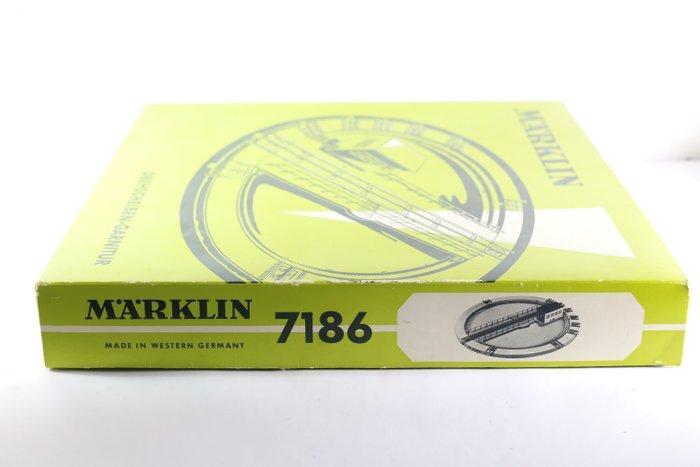 MÄRKLIN
DREHSCHEIBEN-GARNITUR
MÄRKLIN
MADE IN WESTERN GERMANY
7186